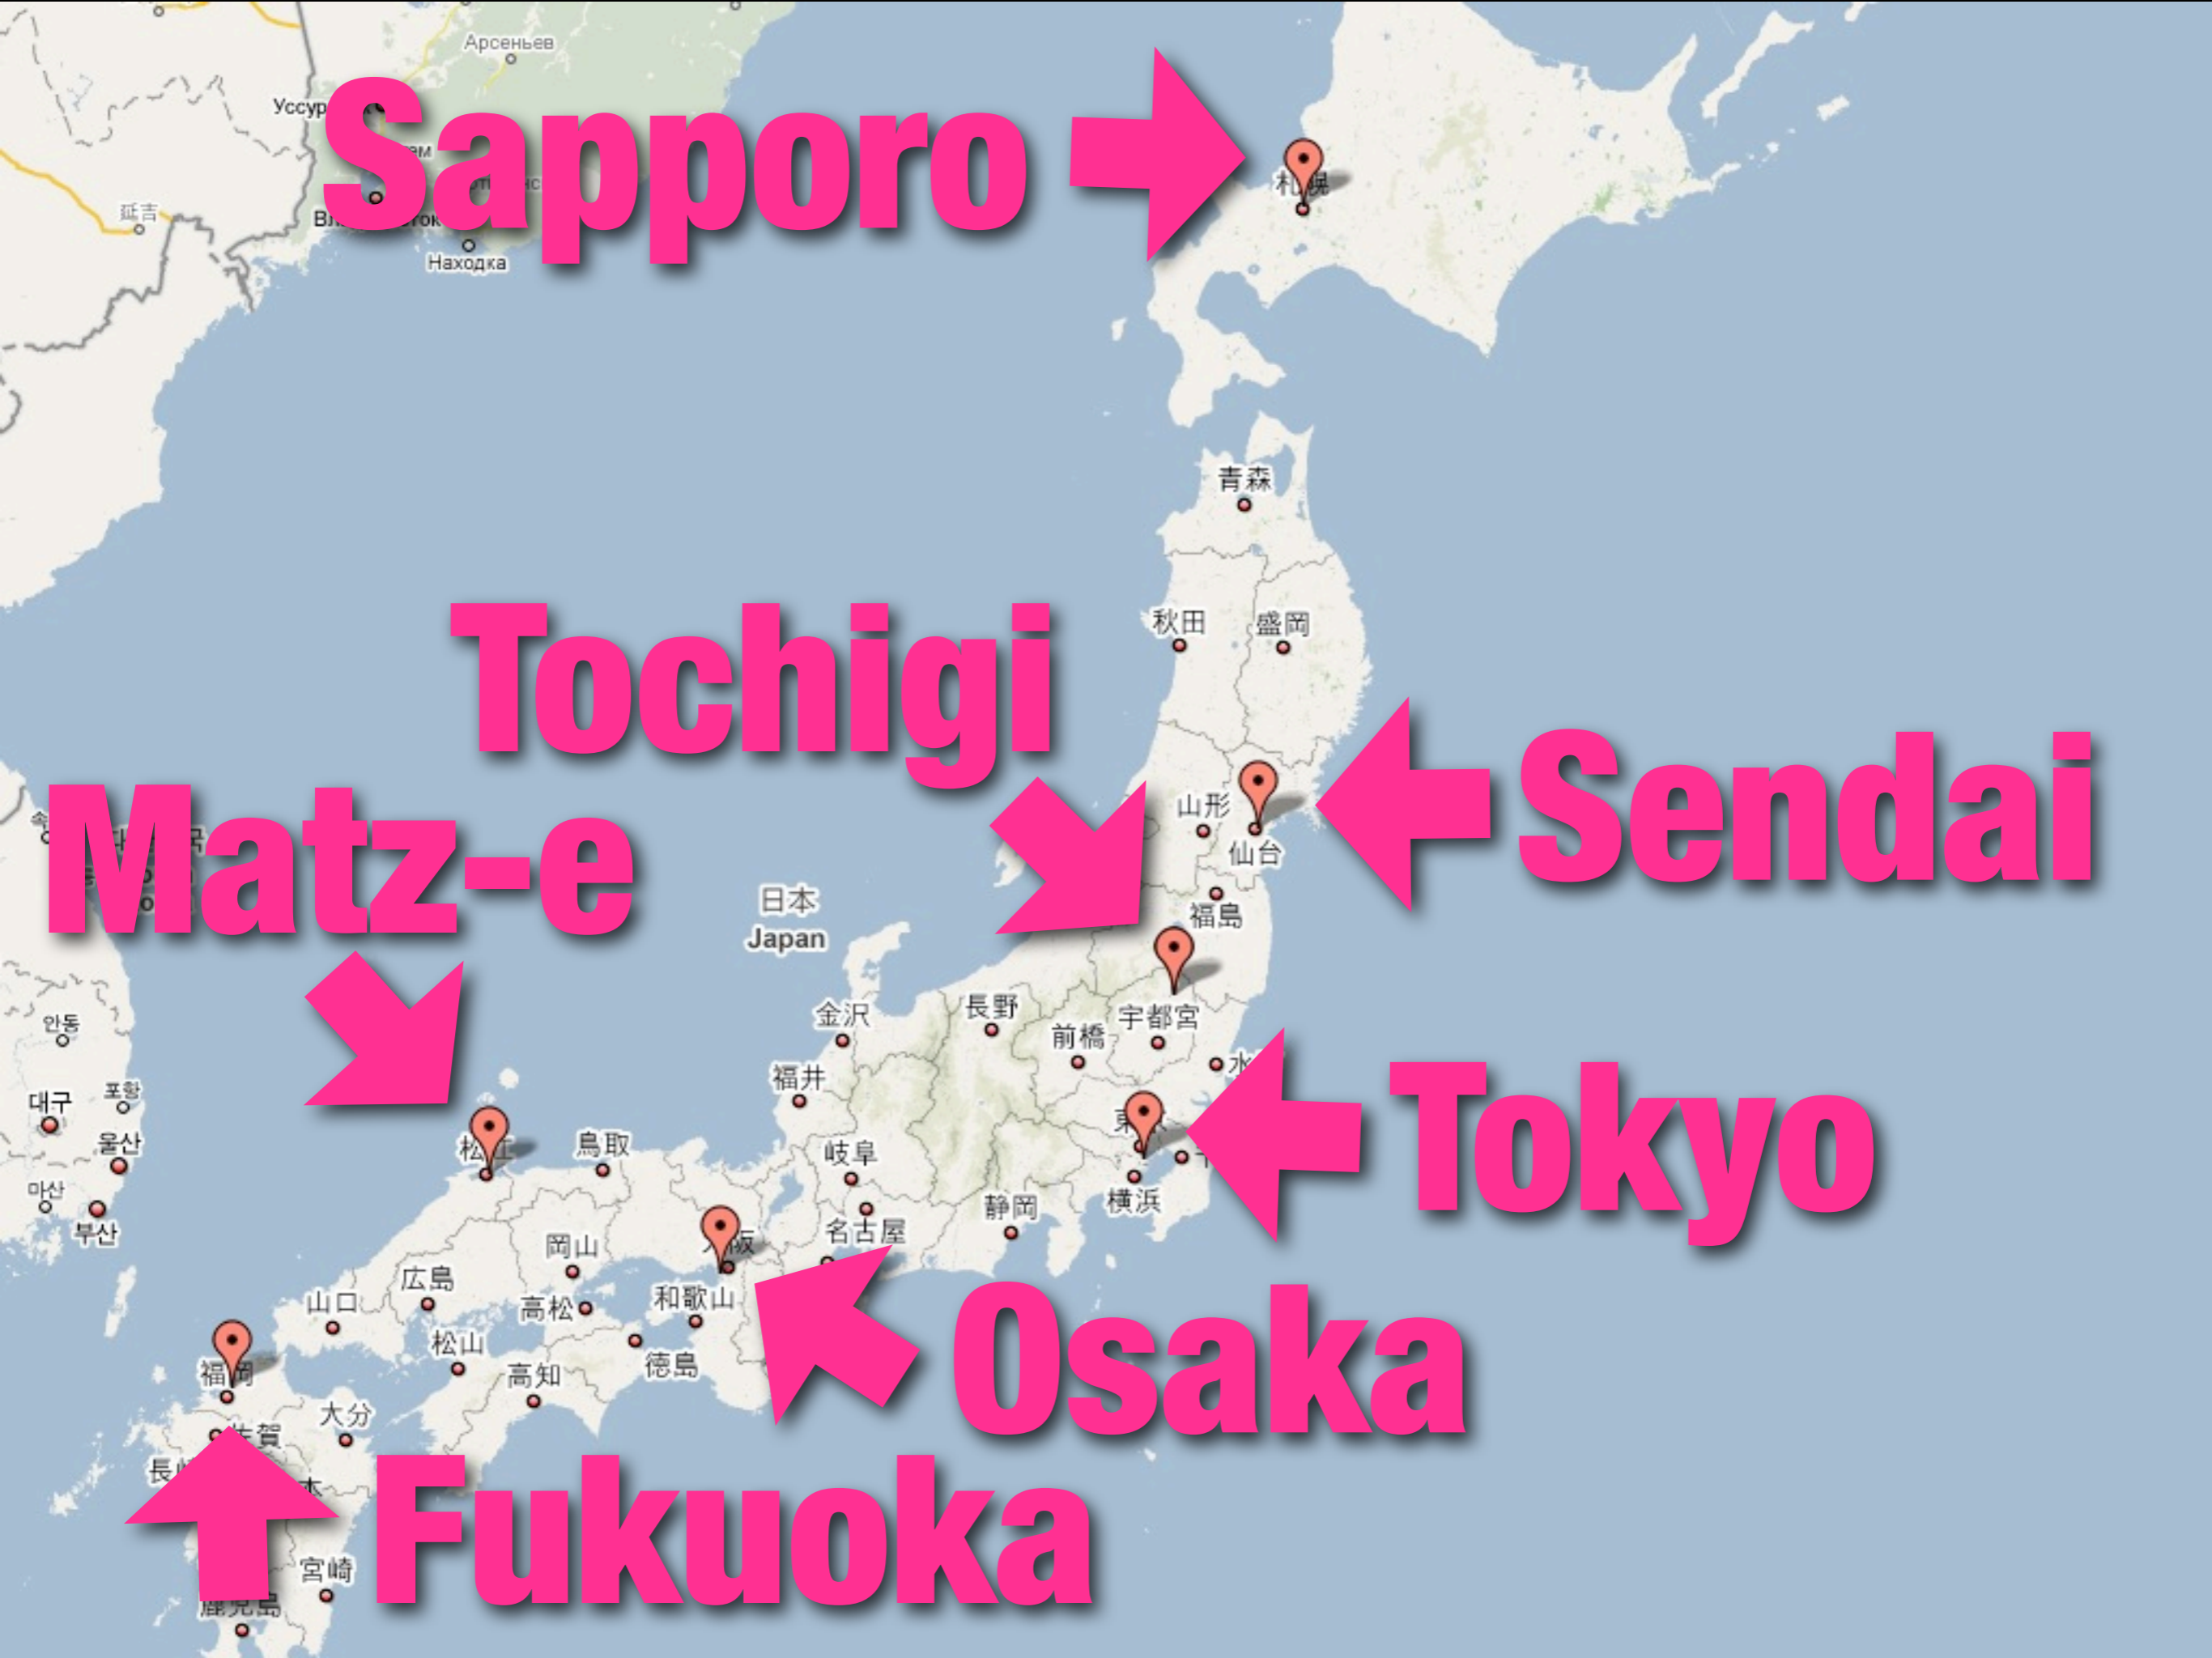 Арсеньев
Sapporo
延吉
Находка
青森
秋田
盛岡
Tochigi
Sendai
山形
Matz-e
仙台
日本
Japan
福島
金沢
長野
宇都宮
前橋
안동
福井
포항
대구
Tokyo
울산
鳥取
岐阜
마산
横浜
静岡
부산
名古屋
岡山
広島
和歌山
山口
高松
Osaka
松山
徳島
高知
大分
Fukuoka
宮崎